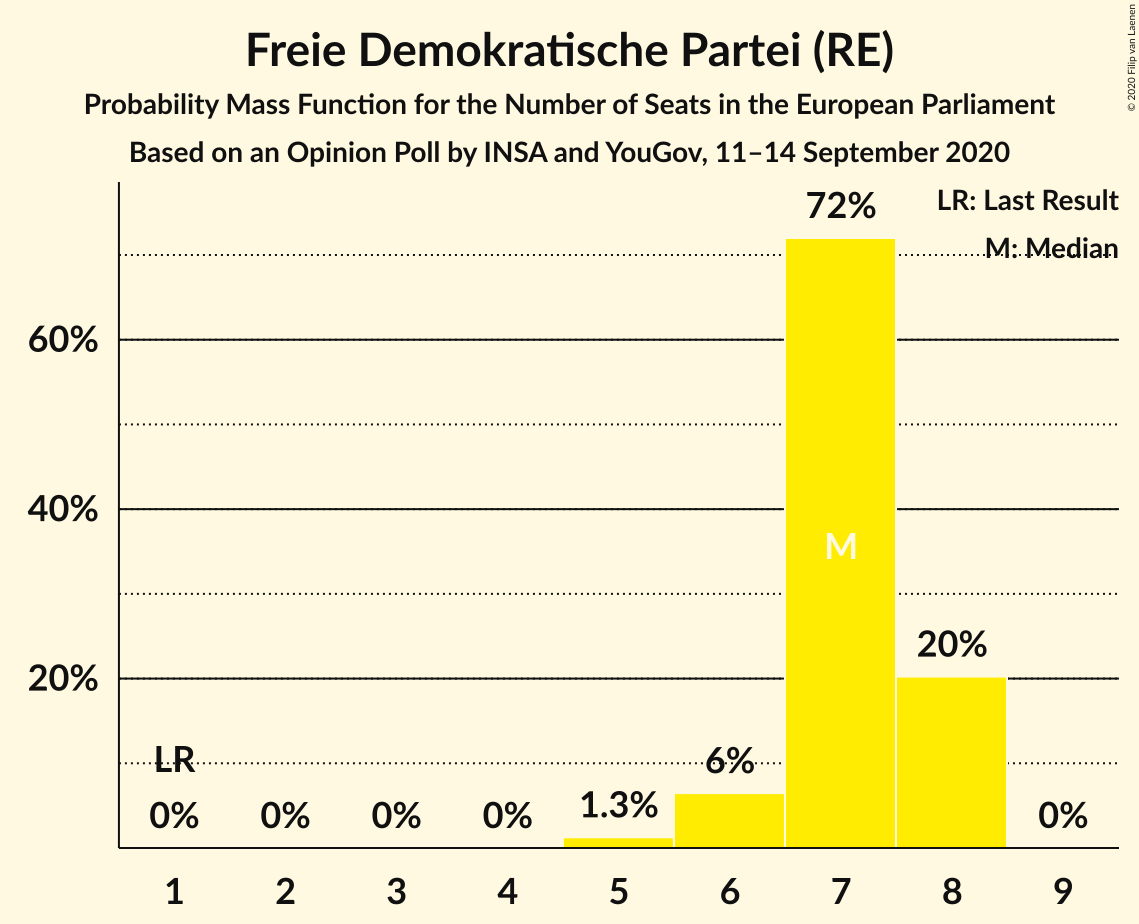 Freie Demokratische Partei (RE)
Probability Mass Function for the Number of Seats in the European Parliament
Based on an Opinion Poll by INSA and YouGov, 11–14 September 2020
© 2020 Filip van Laenen
LR: Last Result
M: Median
72%
60%
40%
M
20%
20%
LR
6%
0%
0%
0%
0%
1.3%
0%
1 2 3 4 5 6 7 8 9